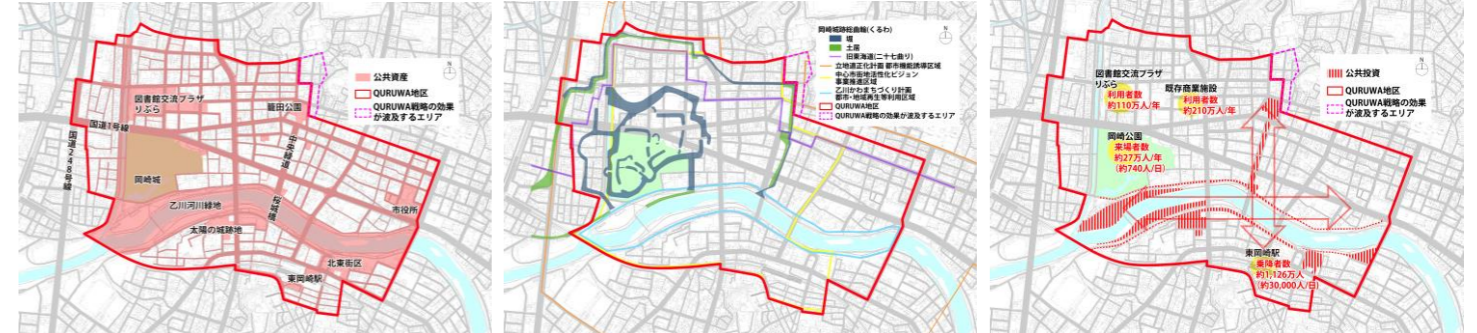 N
公共資産
QURUWA地区
QURUWA戦略の効果
が波及するエリア
図書館交流プラザ
りぶら
籠田公園
国道1号線
国道248号線
中央緑道
岡崎城
乙川河川緑地
桜城橋
市役所
太陽の城跡地
北東街区
東岡崎駅
岡崎城跡総曲輪(くるわ)
N
堀
土居
旧東海道(二十七曲り)
立地適正化計画 都市機能誘導区域
中心市街地活性化ビジョン
事業推進区域
乙川かわまちづくり計画
都市・地域再生等利用区域
QURUWA地区
QURUWA戦略の効果が波及するエリア
N
公共投資
QURUWA地区
QURUWA戦略の効果
が波及するエリア
図書館交流プラザ
りぶら
利用者数
約110万人/年
既存商業施設
利用者数
約210万人/年
岡崎公園
来場者数
約27万人/年
(約740人/日)
東岡崎駅
乗降者数
約1,126万人
(約30,000人/日)